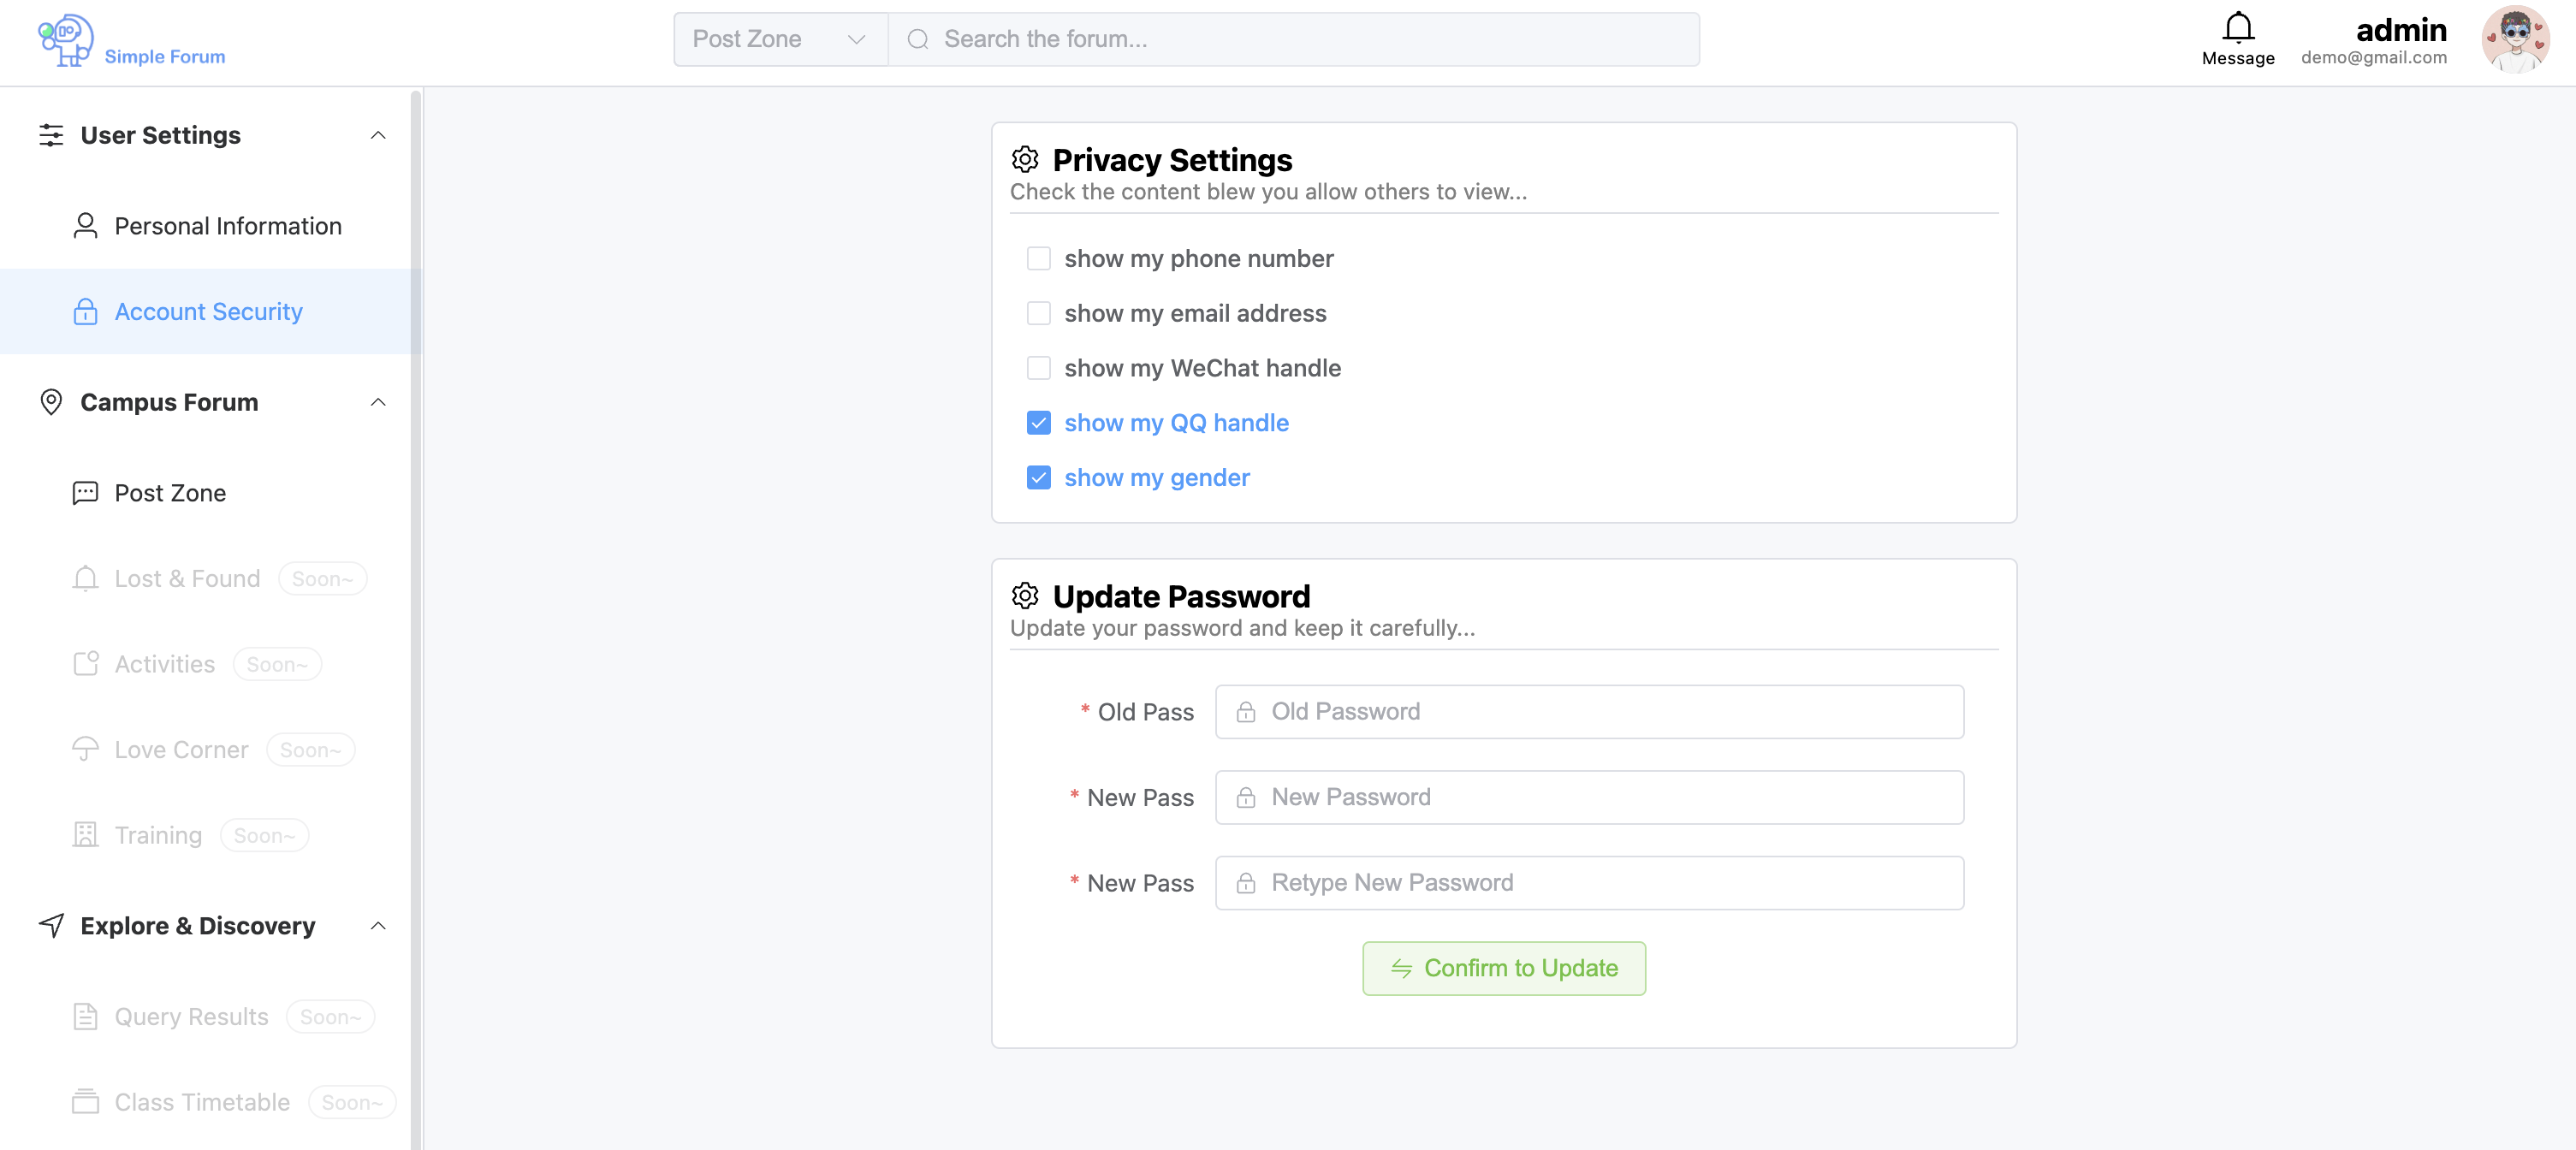 Simple Forum
Post Zone
Search the forum...
Message
admin
demo@gmail.com
User Settings
Personal Information
Account Security
Campus Forum
Post Zone
Lost & Found Soon~
Activities Soon~
Love Corner Soon~
Training Soon~
Explore & Discovery
Query Results Soon~
Class Timetable Soon~
Privacy Settings
Check the content blew you allow others to view...
show my phone number
show my email address
show my WeChat handle
show my QQ handle
show my gender
Update Password
Update your password and keep it carefully...
* Old Pass Old Password
* New Pass New Password
* New Pass Retype New Password
Confirm to Update